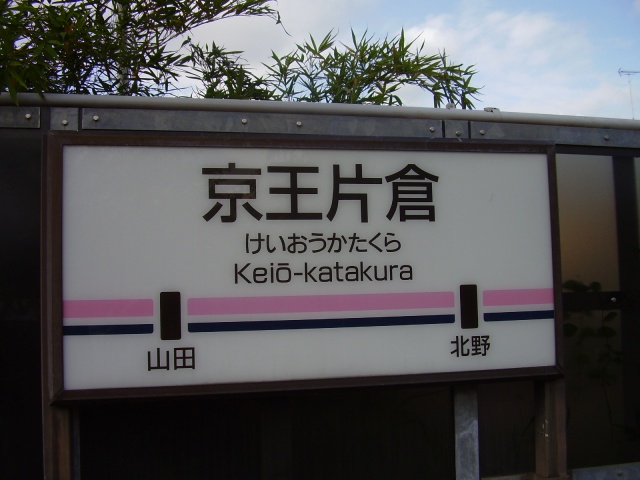 京王片倉
けいおうかたくら
Keiō-katakura
山田
北野